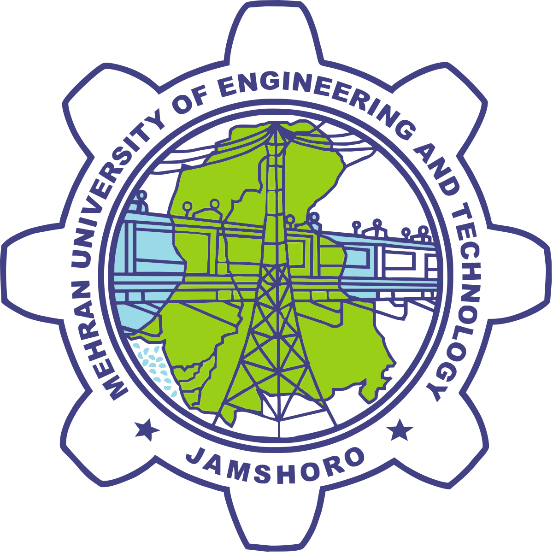 MEHRAN UNIVERSITY OF ENGINEERING AND TECHNOLOGY
JAMSHORO